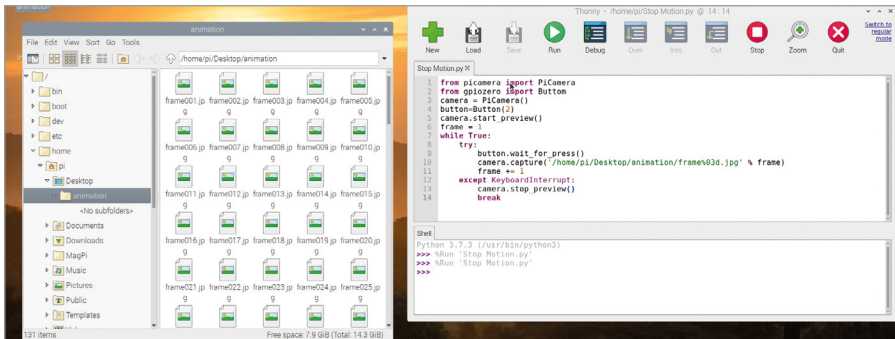 animation
animation
File Edit View Sort Go Tools
/home/pi/Desktop/animation
/
bin
boot
dev
etc
home
pi
Desktop
animation
<No subfolders>
Documents
Downloads
MagPi
Music
Pictures
Public
Templates
frame001.jpg frame002.jpg frame003.jpg frame004.jpg frame005.jpg
frame006.jpg frame007.jpg frame008.jpg frame009.jpg frame010.jpg
frame011.jpg frame012.jpg frame013.jpg frame014.jpg frame015.jpg
frame016.jpg frame017.jpg frame018.jpg frame019.jpg frame020.jpg
frame021.jpg frame022.jpg frame023.jpg frame024.jpg frame025.jpg
131 items
Free space: 7.9 GiB (Total: 14.3 GiB)
Thonny - /home/pi/Stop Motion.py @ 14 : 14
New Load Save Run Debug Over Into Out Stop Zoom Quit
Switch to
regular
mode
Stop Motion.py
1 from picamera import PiCamera
2 from gpiozero import Buttom
3 camera = PiCamera()
4 button=Button(2)
5 camera.start_preview()
6 frame = 1
7 while True:
8 try:
9 button.wait_for_press()
10 camera.capture('/home/pi/Desktop/animation/frame%03d.jpg' % frame)
11 frame += 1
12 except KeyboardInterrupt:
13 camera.stop_preview()
14 break
Shell
Python 3.7.3 (/usr/bin/python3)
>>> %Run 'Stop Motion.py'
>>> %Run 'Stop Motion.py'
>>>